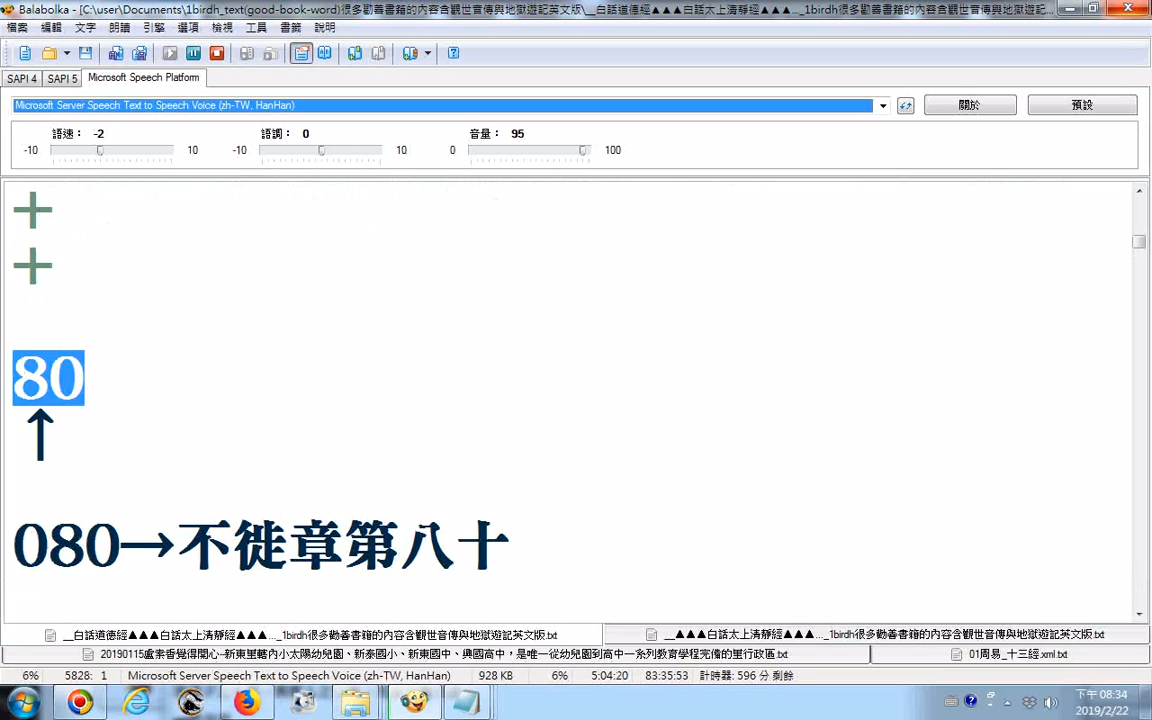 Balabolka - [C:\user\Documents\1birdh_text(good-book-word)很多勸善書籍的內容含觀世音傳與地獄遊記英文版\__白話道德經▲▲▲白話太上清靜經▲▲▲..._1birdh很多勸善書籍的內容含觀世音傳與地獄遊記...
檔案 編輯 文字 朗讀 引擎 選項 檢視 工具 書籤 說明
SAPI 4 SAPI 5 Microsoft Speech Platform
Microsoft Server Speech Text to Speech Voice (zh-TW, HanHan) 關於 預設
語速： -2 語調： 0 音量： 95
-10 10 -10 10 0 100
+
+
80
↑
080→不徙章第八十
__白話道德經▲▲▲白話太上清靜經▲▲▲..._1birdh很多勸善書籍的內容含觀世音傳與地獄遊記英文版.txt __▲▲▲白話太上清靜經▲▲▲..._1birdh很多勸善書籍的內容含觀世音傳與地獄遊記英文版.txt
20190115盧素香覺得開心--新東里轄內小太陽幼兒園、新泰國小、新東國中、興國高中，是唯一從幼兒園到高中一系列教育學程完備的里行政區.txt 01周易_十三經.xml.txt
6% 5828: 1 Microsoft Server Speech Text to Speech Voice (zh-TW, HanHan) 928 KB 6% 5:04:20 83:35:53 計時器: 596 分 剩餘
下午 08:34
2019/2/22